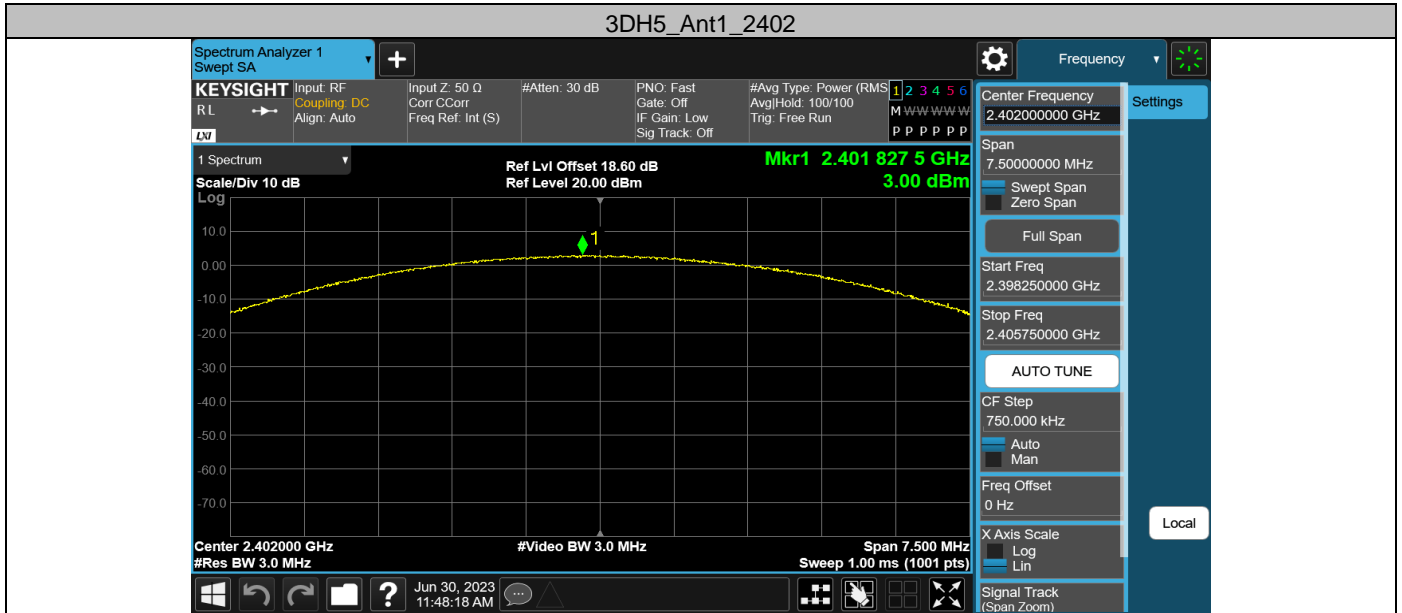 3DH5_Ant1_2402
Spectrum Analyzer 1
Swept SA
+
Frequency
KEYSIGHT
RL
LXI
Input: RF
Coupling: DC
Align: Auto
Input Z: 50 Ω
Corr CCorr
Freq Ref: Int (S)
#Atten: 30 dB
PNO: Fast
Gate: Off
IF Gain: Low
Sig Track: Off
#Avg Type: Power (RMS
Avg|Hold: 100/100
Trig: Free Run
1 2 3 4 5 6
M W W W W W
P P P P P P
1 Spectrum
Scale/Div 10 dB
Ref Lvl Offset 18.60 dB
Ref Level 20.00 dBm
Mkr1 2.401 827 5 GHz
3.00 dBm
Log
10.0
0.00
-10.0
-20.0
-30.0
-40.0
-50.0
-60.0
-70.0
1
Center 2.402000 GHz
#Res BW 3.0 MHz
#Video BW 3.0 MHz
Span 7.500 MHz
Sweep 1.00 ms (1001 pts)
Center Frequency
2.402000000 GHz
Span
7.50000000 MHz
Swept Span
Zero Span
Full Span
Start Freq
2.398250000 GHz
Stop Freq
2.405750000 GHz
AUTO TUNE
CF Step
750.000 kHz
Auto
Man
Freq Offset
0 Hz
X Axis Scale
Log
Lin
Signal Track
(Span Zoom)
Settings
Local
?
Jun 30, 2023
11:48:18 AM